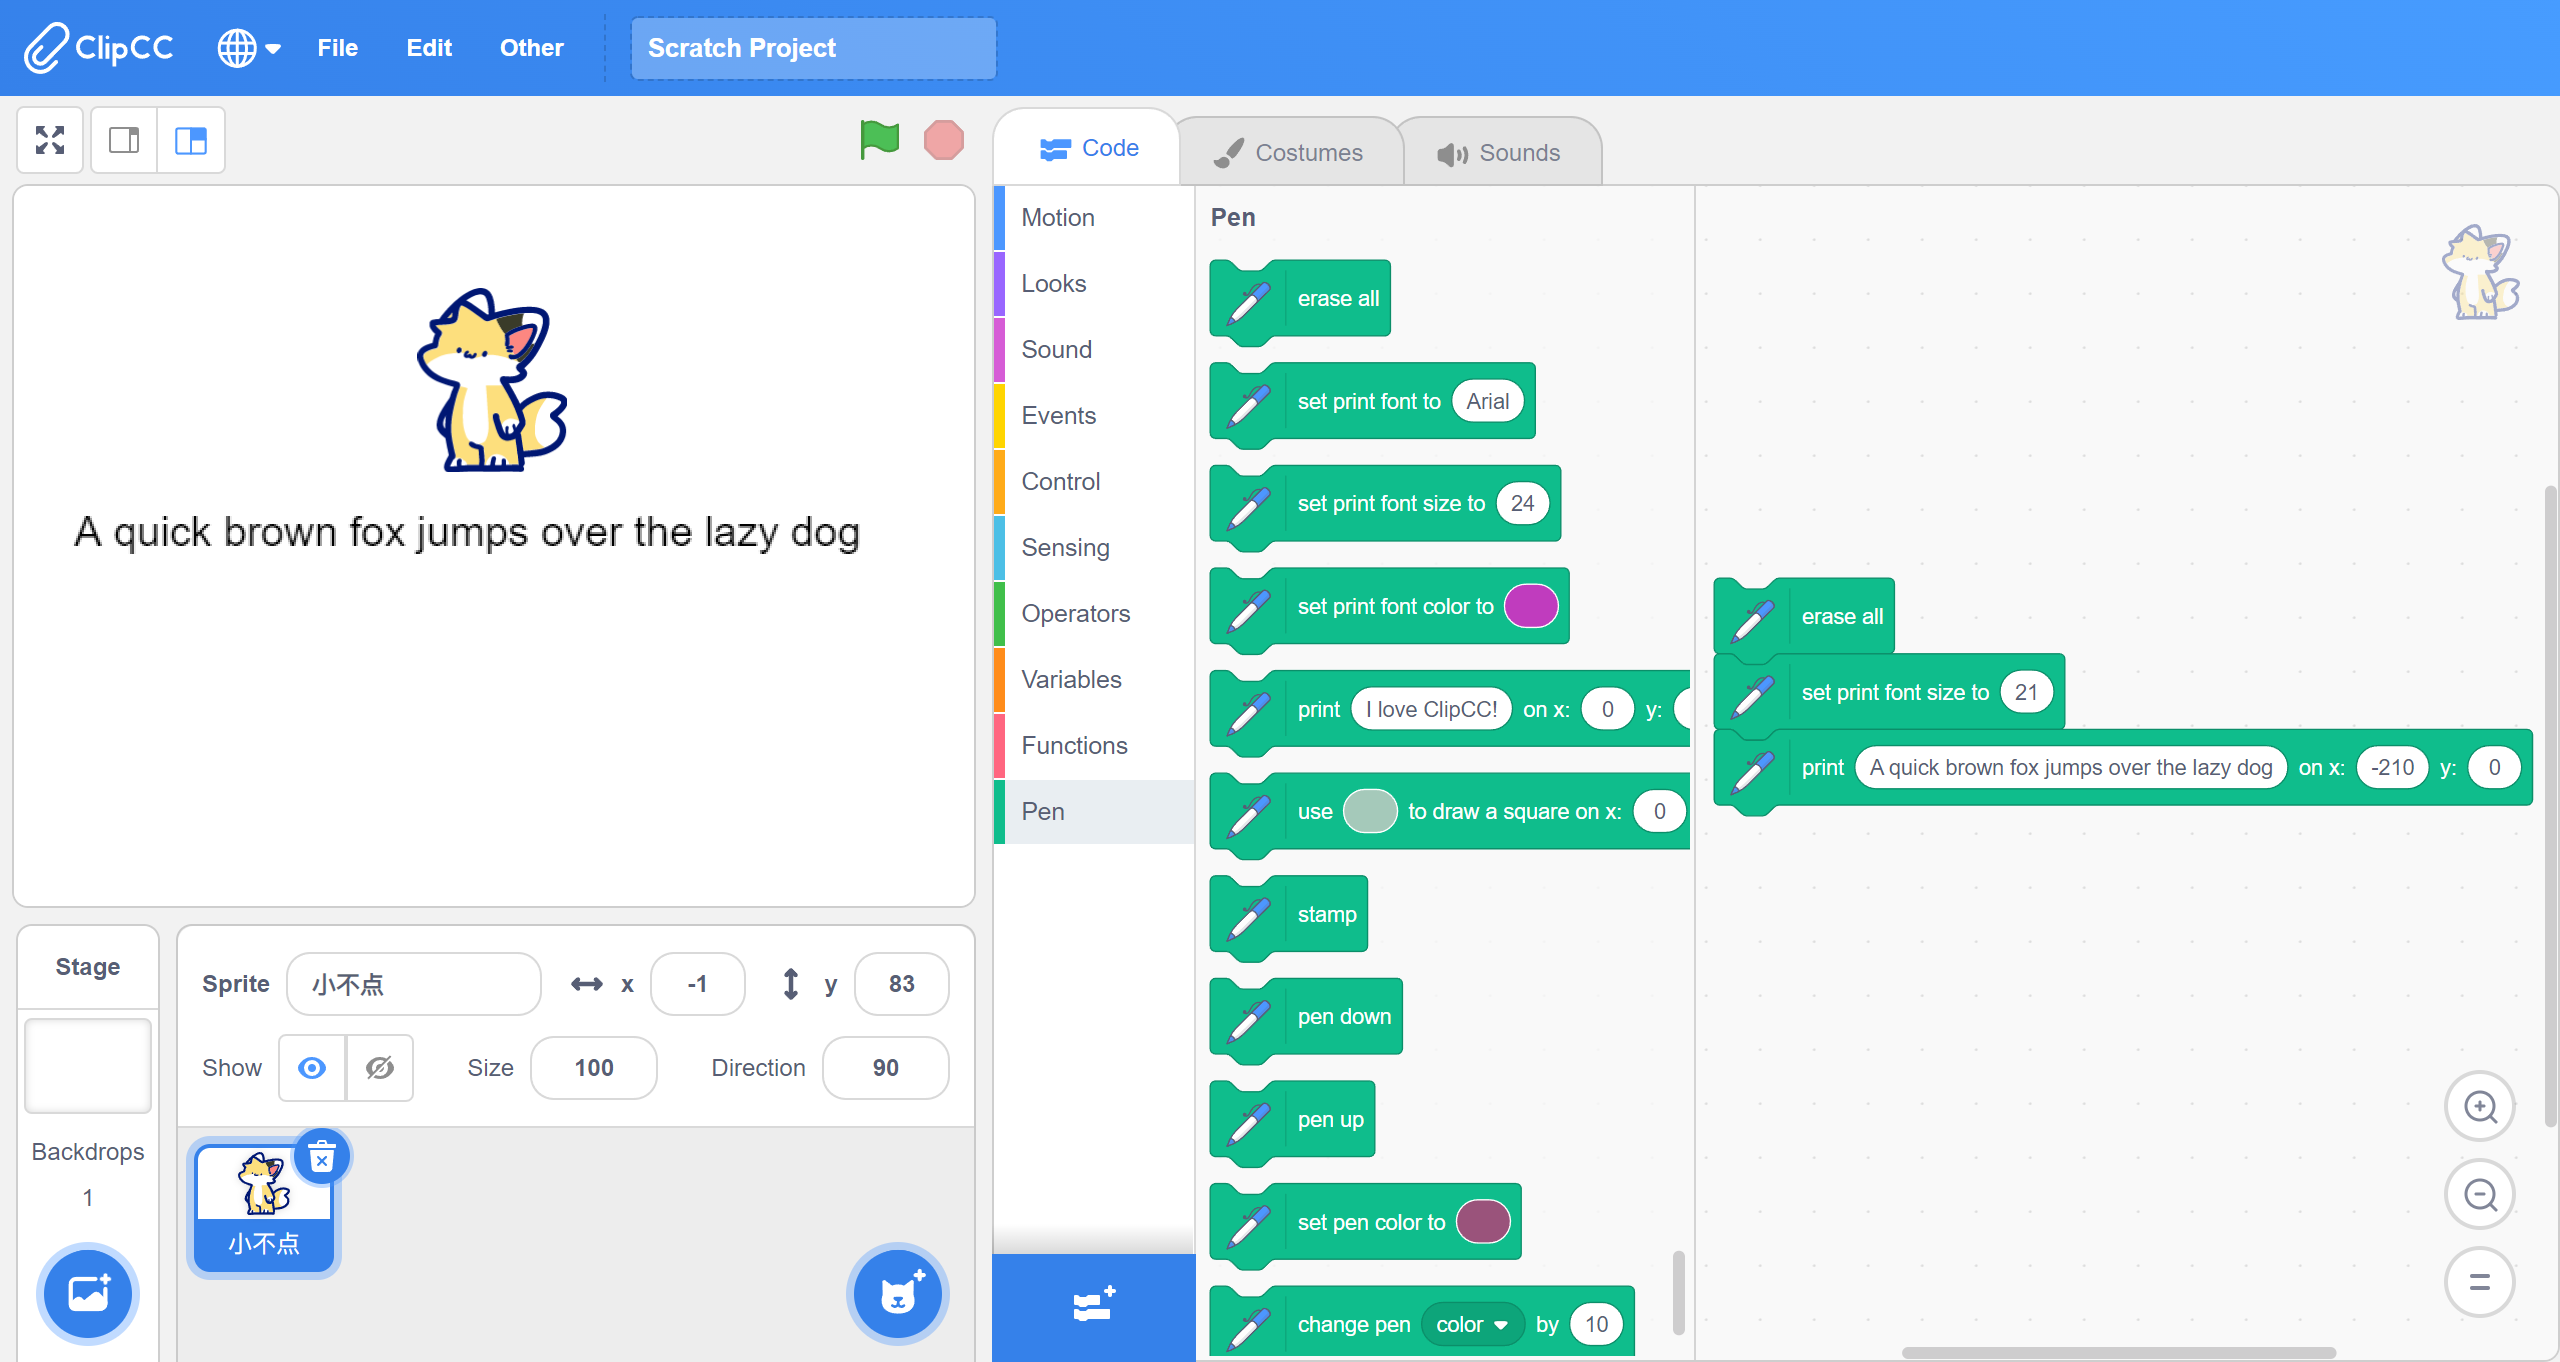 ClipCC File Edit Other Scratch Project
Code Costumes Sounds
A quick brown fox jumps over the lazy dog
Stage
Backdrops
1
Sprite 小不点 x -1 y 83
Show Size 100 Direction 90
小不点
Motion
Looks
Sound
Events
Control
Sensing
Operators
Variables
Functions
Pen
Pen
erase all
set print font to Arial
set print font size to 24
set print font color to
print I love ClipCC! on x: 0 y:
use to draw a square on x: 0
stamp
pen down
pen up
set pen color to
change pen color by 10
erase all
set print font size to 21
print A quick brown fox jumps over the lazy dog on x: -210 y: 0